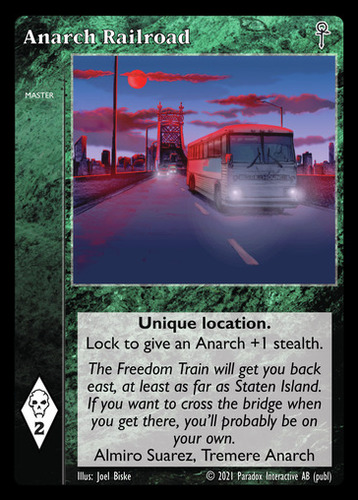 Anarch Railroad
MASTER
Unique location.
Lock to give an Anarch +1 stealth.
The Freedom Train will get you back
east, at least as far as Staten Island.
If you want to cross the bridge when
you get there, you'll probably be on
your own.
Almiro Suarez, Tremere Anarch
2
Illus: Joel Biske © 2021 Paradox Interactive AB (publ)